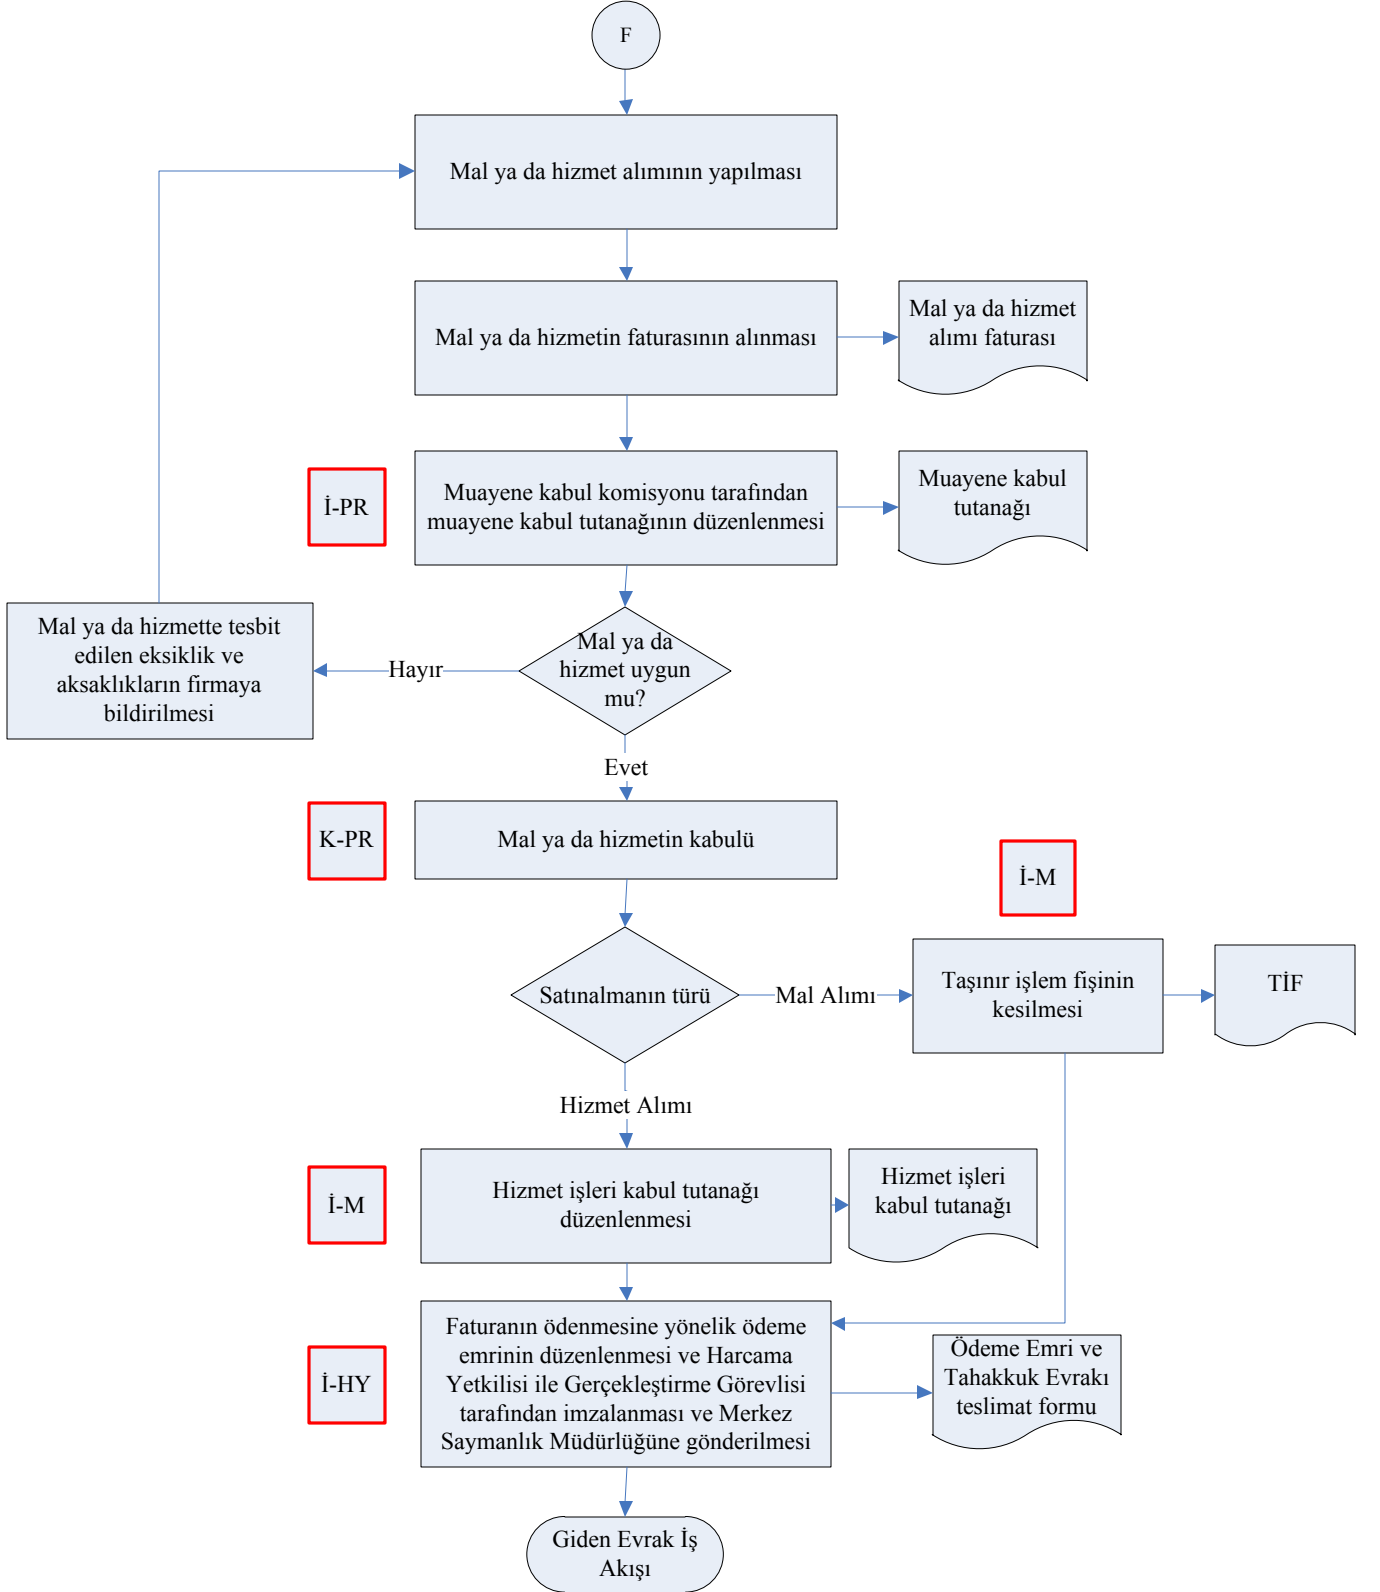 F
Mal ya da hizmet alımının yapılması
Mal ya da hizmetin faturasının alınması
Mal ya da hizmet
alımı faturası
İ-PR
Muayene kabul komisyonu tarafından
muayene kabul tutanağının düzenlenmesi
Muayene kabul
tutanağı
Mal ya da hizmette tesbit
edilen eksiklik ve
aksaklıkların firmaya
bildirilmesi
Hayır
Mal ya da
hizmet uygun
mu?
Evet
K-PR
Mal ya da hizmetin kabulü
İ-M
Satınalmanın türü
Mal Alımı
Taşınır işlem fişinin
kesilmesi
TİF
Hizmet Alımı
İ-M
Hizmet işleri kabul tutanağı
düzenlenmesi
Hizmet işleri
kabul tutanağı
İ-HY
Faturanın ödenmesine yönelik ödeme
emrinin düzenlenmesi ve Harcama
Yetkilisi ile Gerçekleştirme Görevlisi
tarafından imzalanması ve Merkez
Saymanlık Müdürlüğüne gönderilmesi
Ödeme Emri ve
Tahakkuk Evrakı
teslimat formu
Giden Evrak İş
Akışı